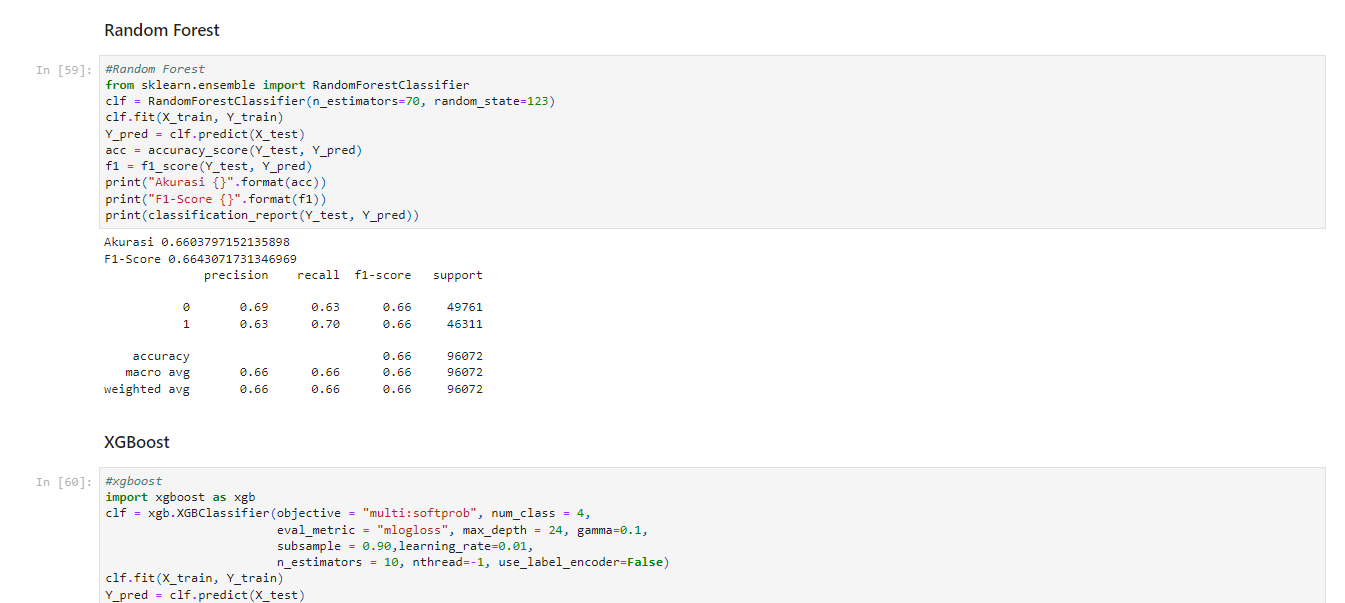 Random Forest
In [59]:
#Random Forest
from sklearn.ensemble import RandomForestClassifier
clf = RandomForestClassifier(n_estimators=70, random_state=123)
clf.fit(X_train, Y_train)
Y_pred = clf.predict(X_test)
acc = accuracy_score(Y_test, Y_pred)
f1 = f1_score(Y_test, Y_pred)
print("Akurasi {}".format(acc))
print("F1-Score {}".format(f1))
print(classification_report(Y_test, Y_pred))
Akurasi 0.6603797152135898
F1-Score 0.6643071731346969
precision recall f1-score support
0 0.69 0.63 0.66 49761
1 0.63 0.70 0.66 46311
accuracy 0.66 96072
macro avg 0.66 0.66 0.66 96072
weighted avg 0.66 0.66 0.66 96072
XGBoost
In [60]:
#xgboost
import xgboost as xgb
clf = xgb.XGBClassifier(objective = "multi:softprob", num_class = 4,
eval_metric = "mlogloss", max_depth = 24, gamma=0.1,
subsample = 0.90,learning_rate=0.01,
n_estimators = 10, nthread=-1, use_label_encoder=False)
clf.fit(X_train, Y_train)
Y_pred = clf.predict(X_test)